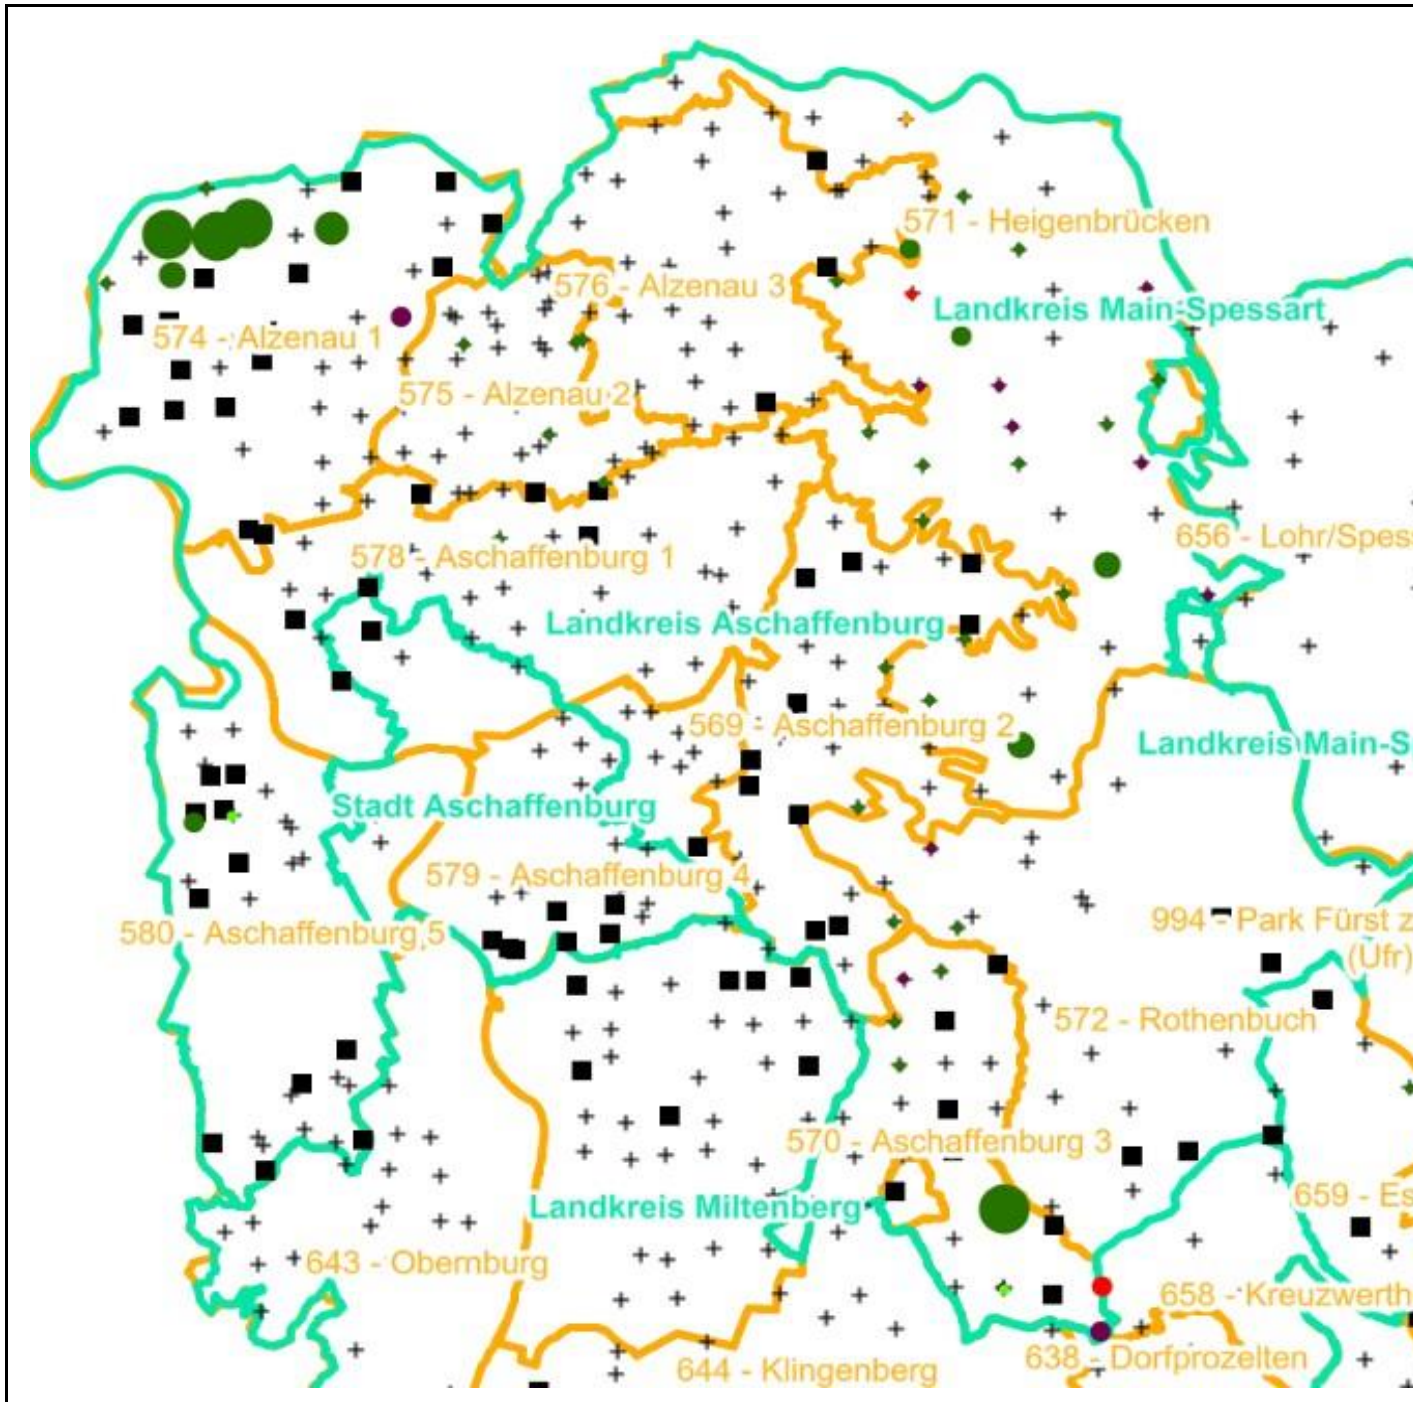 571 - Heigenbrücken
576 - Alzenau 3
Landkreis Main-Spessart
574 - Alzenau 1
575 - Alzenau 2
656 - Lohr/Spes
578 - Aschaffenburg 1
Landkreis Aschaffenburg
569 - Aschaffenburg 2
Landkreis Main-S
Stadt Aschaffenburg
579 - Aschaffenburg 4
994 - Park Fürst z
580 - Aschaffenburg 5
(Ufr)
572 - Rothenbuch
570 - Aschaffenburg 3
659 - Es
Landkreis Miltenberg
643 - Obernburg
658 - Kreuzwerth
638 - Dorfprozelten
644 - Klingenberg